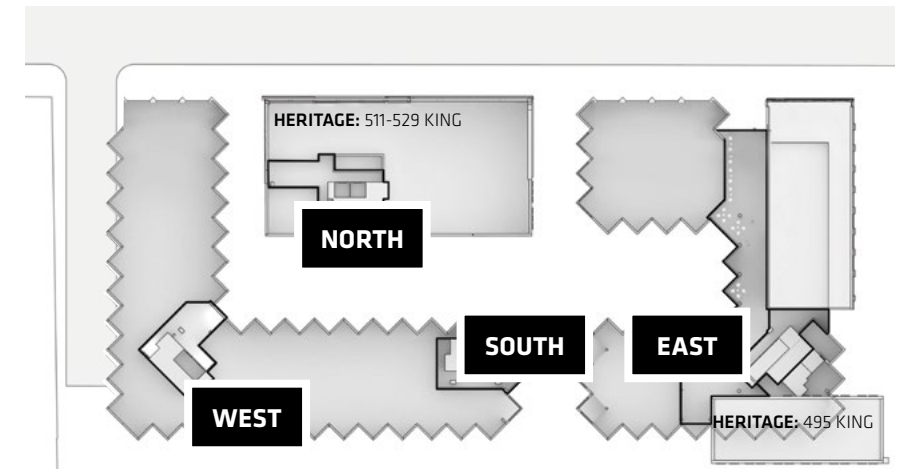 HERITAGE: 511-529 KING
NORTH
SOUTH
EAST
WEST
HERITAGE: 495 KING